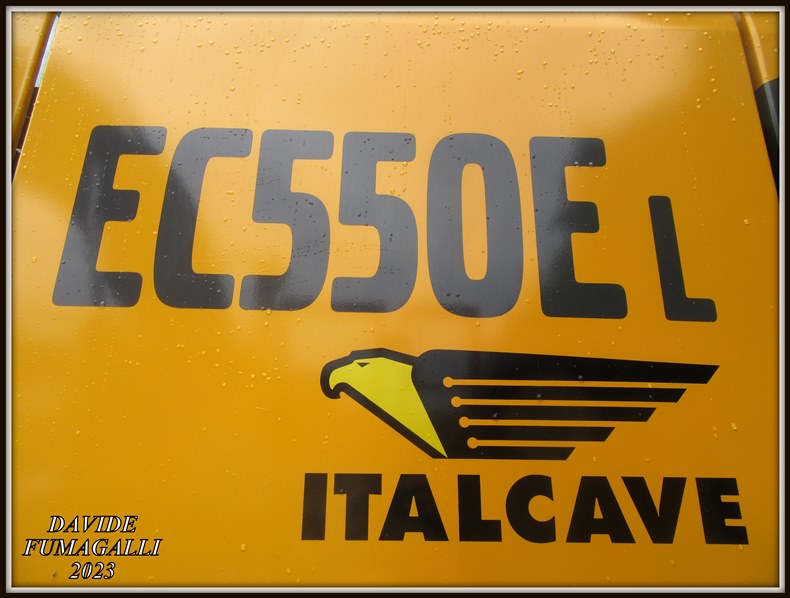 EC550E L
ITALCAVE
DAVIDE
FUMAGALLI
2023